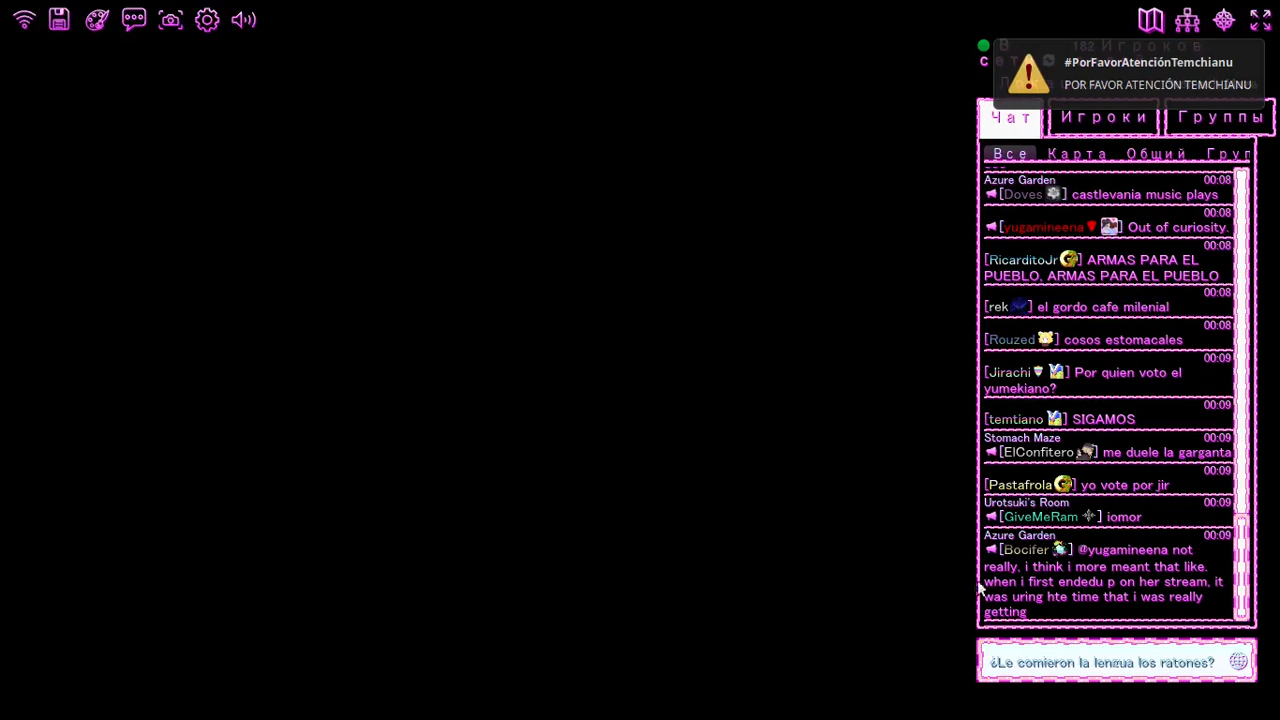 182 Игроков
#PorFavorAtenciónTemchianu
POR FAVOR ATENCIÓN TEMCHIANU
Чат Игроки Группы
Все Карта Общий Груп
Azure Garden 00:08
[Doves] castlevania music plays
00:08
[yugamineena] Out of curiosity.
00:08
[RicarditoJr] ARMAS PARA EL
PUEBLO, ARMAS PARA EL PUEBLO
00:08
[rek] el gordo cafe milenial
00:08
[Rouzed] cosos estomacales
00:09
[Jirachi] Por quien voto el
yumekiano?
00:09
[temtiano] SIGAMOS
Stomach Maze 00:09
[ElConfitero] me duele la garganta
00:09
[Pastafrola] yo vote por jir
Urotsuki's Room 00:09
[GiveMeRam] iomor
Azure Garden 00:09
[Bocifer] @yugamineena not
really, i think i more meant that like.
when i first endedu p on her stream, it
was uring hte time that i was really
getting
¿Le comieron la lengua los ratones?